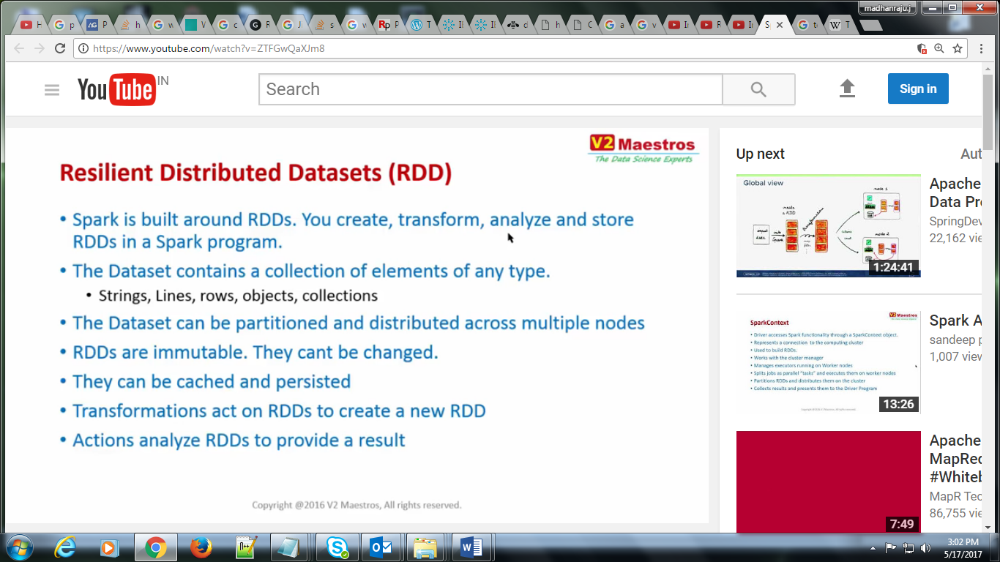 madhanraju.j
https://www.youtube.com/watch?v=ZTFGwQaXJm8
YouTube IN
Search
Sign in
V2 Maestros
The Data Science Experts
Resilient Distributed Datasets (RDD)
• Spark is built around RDDs. You create, transform, analyze and store
RDDs in a Spark program.
• The Dataset contains a collection of elements of any type.
• Strings, Lines, rows, objects, collections
• The Dataset can be partitioned and distributed across multiple nodes
• RDDs are immutable. They cant be changed.
• They can be cached and persisted
• Transformations act on RDDs to create a new RDD
• Actions analyze RDDs to provide a result
Copyright @2016 V2 Maestros, All rights reserved.
Up next
Aut
Global view
node 1
node 2
1:24:41
Apache
Data Pro
SpringDev
22,162 vie
V2 Maestros
SparkContext
• Driver accesses Spark functionality through a SparkContext object.
• Represents a connection to the computing cluster
• Used to build RDDs.
• Works with the cluster manager
• Manages executors running on Worker nodes
• Splits jobs as parallel "tasks" and executes them on worker nodes
• Partitions RDDs and distributes them on the cluster
• Collects results and presents them to the Driver Program
13:26
Spark A
sandeep p
1,007 view
7:49
Apache
MapRed
#Whiteb
MapR Tec
86,755 vie
3:02 PM
5/17/2017